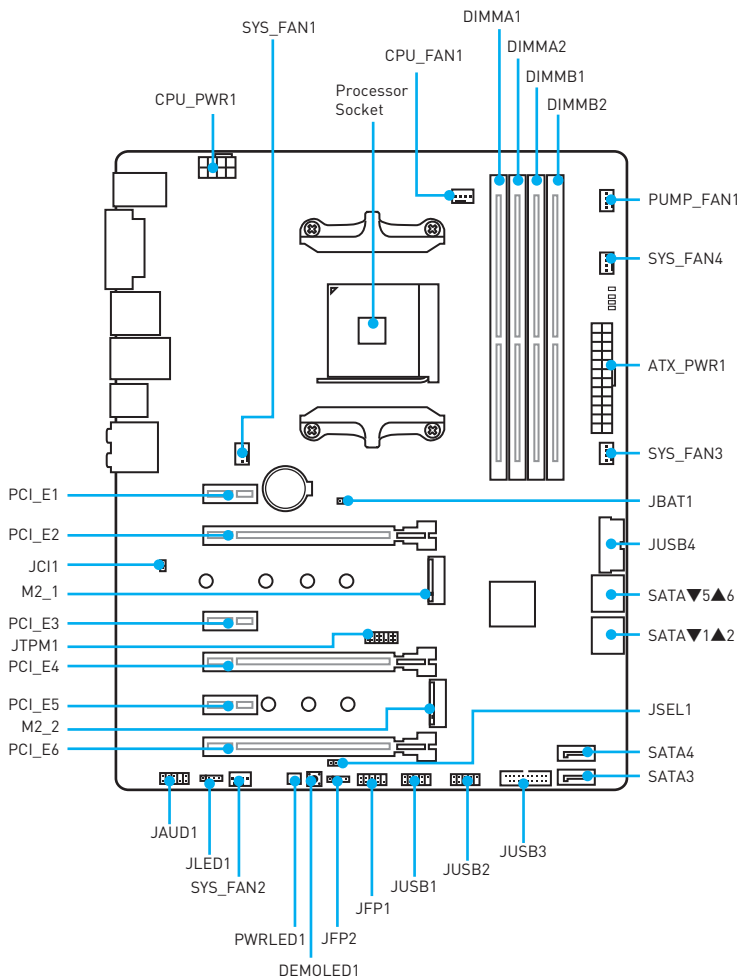 DIMMA1
SYS_FAN1
DIMMA2
CPU_FAN1
DIMMB1
Processor
Socket
CPU_PWR1
DIMMB2
PUMP_FAN1
SYS_FAN4
ATX_PWR1
SYS_FAN3
PCI_E1
JBAT1
PCI_E2
JUSB4
JCI1
M2_1
SATA▼5▲6
PCI_E3
SATA▼1▲2
JTPM1
PCI_E4
PCI_E5
JSEL1
M2_2
PCI_E6
SATA4
SATA3
JAUD1
JLED1
SYS_FAN2
PWRLED1
DEMOLED1
JFP2
JFP1
JUSB1
JUSB2
JUSB3